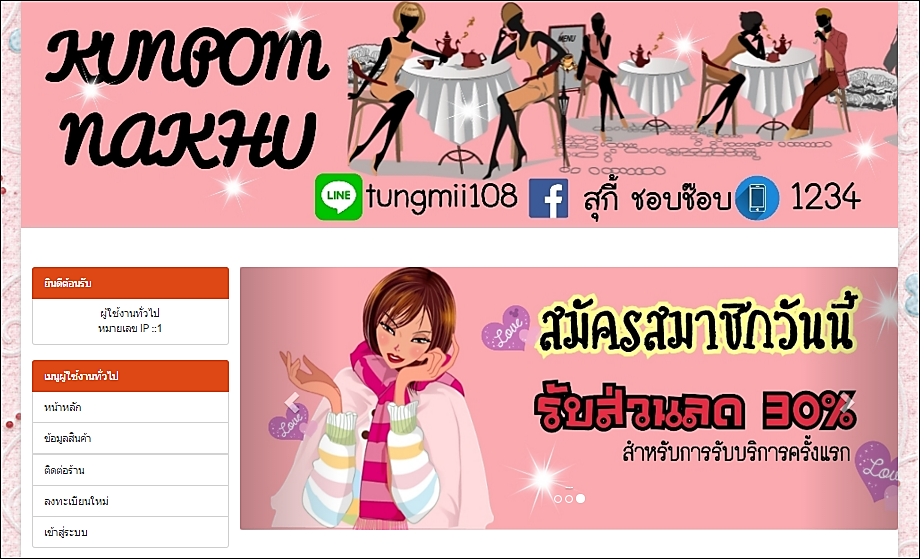 KUNPOM
NAKHU
MENU
LINE tungmii108 f สุกี้ ชอบช๊อบ 1234
ยินดีต้อนรับ
ผู้ใช้งานทั่วไป
หมายเลข IP ::1
เมนูผู้ใช้งานทั่วไป
หน้าหลัก
ข้อมูลสินค้า
ติดต่อร้าน
ลงทะเบียนใหม่
เข้าสู่ระบบ
Love
สมัครสมาชิกวันนี้
รับส่วนลด 30%
สำหรับการรับบริการครั้งแรก
Love
Love